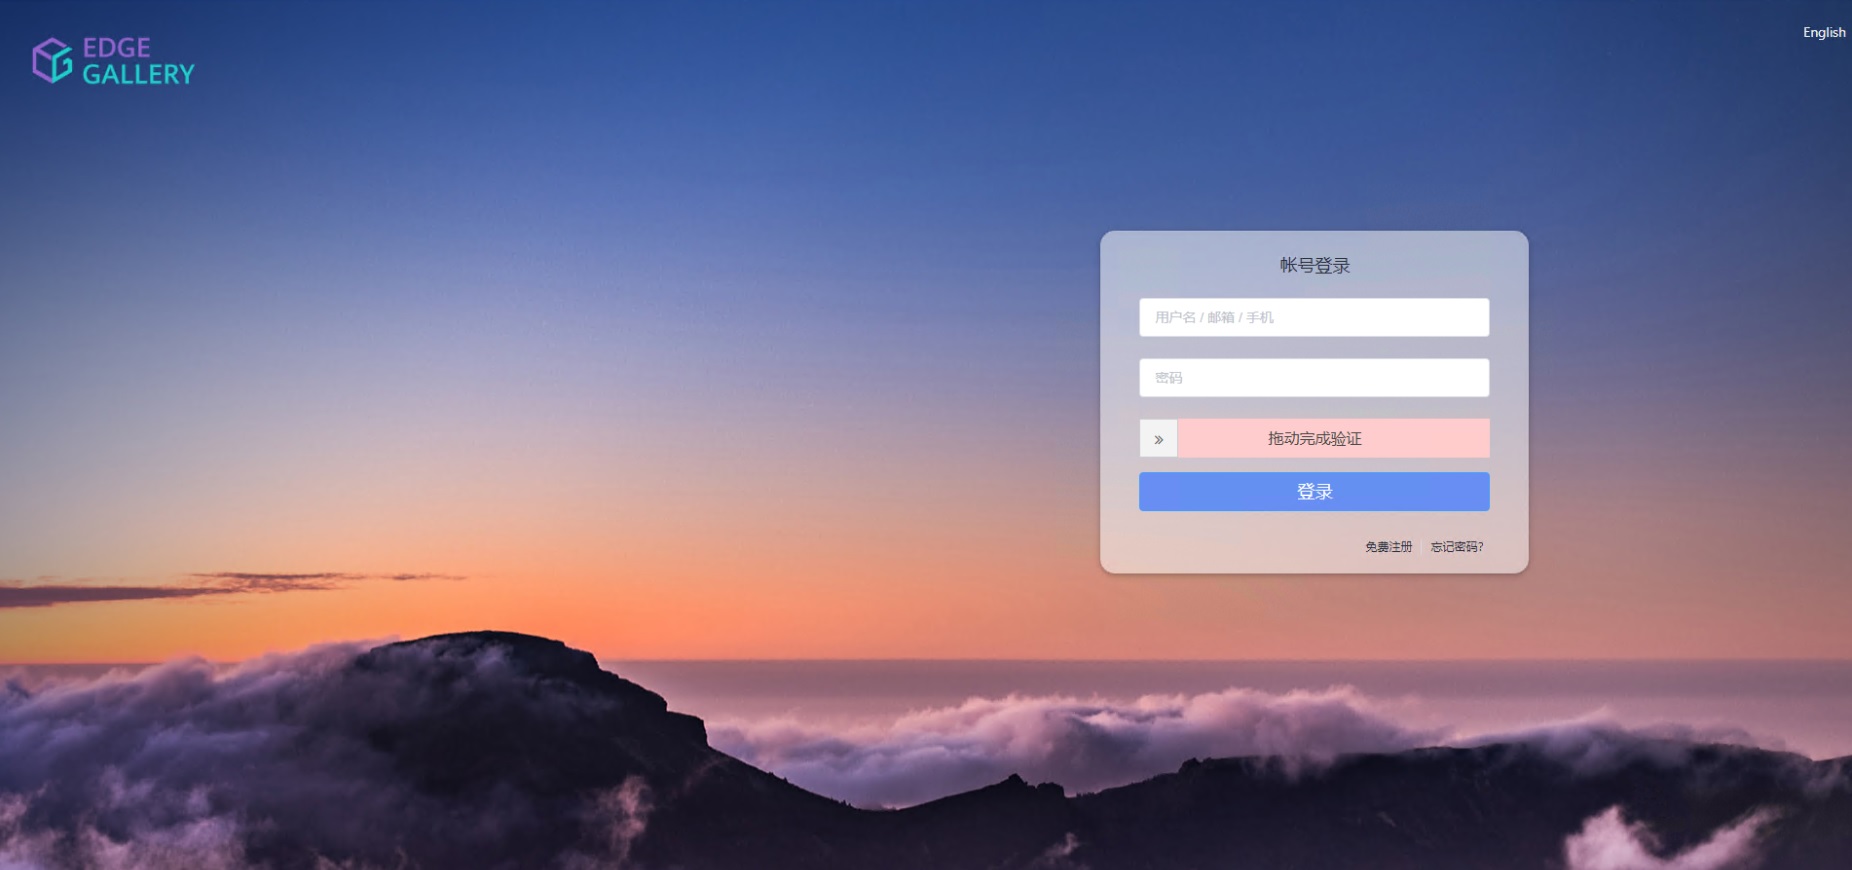 EDGE
GALLERY
English
帐号登录
用户名 / 邮箱 / 手机
密码
» 拖动完成验证
登录
免费注册 忘记密码?